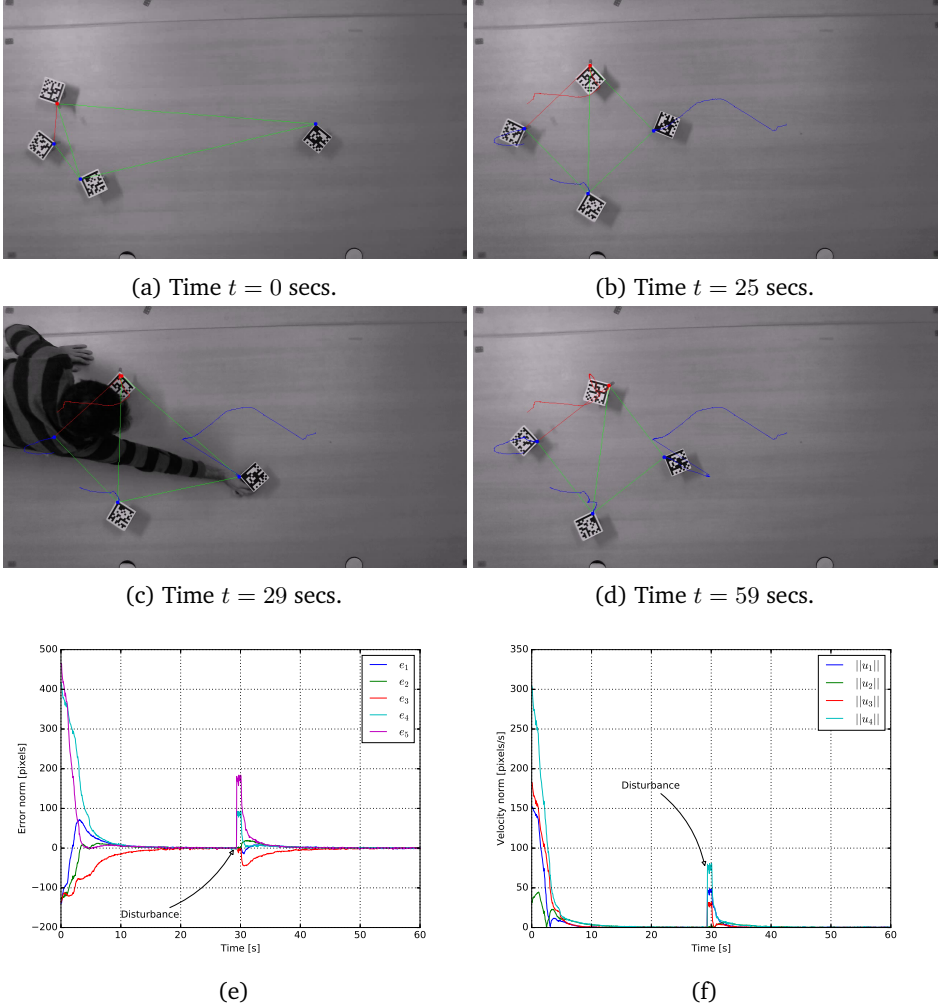 (a) Time t = 0 secs.
(b) Time t = 25 secs.
(c) Time t = 29 secs.
(d) Time t = 59 secs.
500
400
300
200
100
0
−100
−200
0 10 20 30 40 50 60
Error norm [pixels]
Time [s]
e1
e2
e3
e4
e5
Disturbance
(e)
350
300
250
200
150
100
50
0
0 10 20 30 40 50 60
Velocity norm [pixels/s]
Time [s]
||u1||
||u2||
||u3||
||u4||
Disturbance
(f)